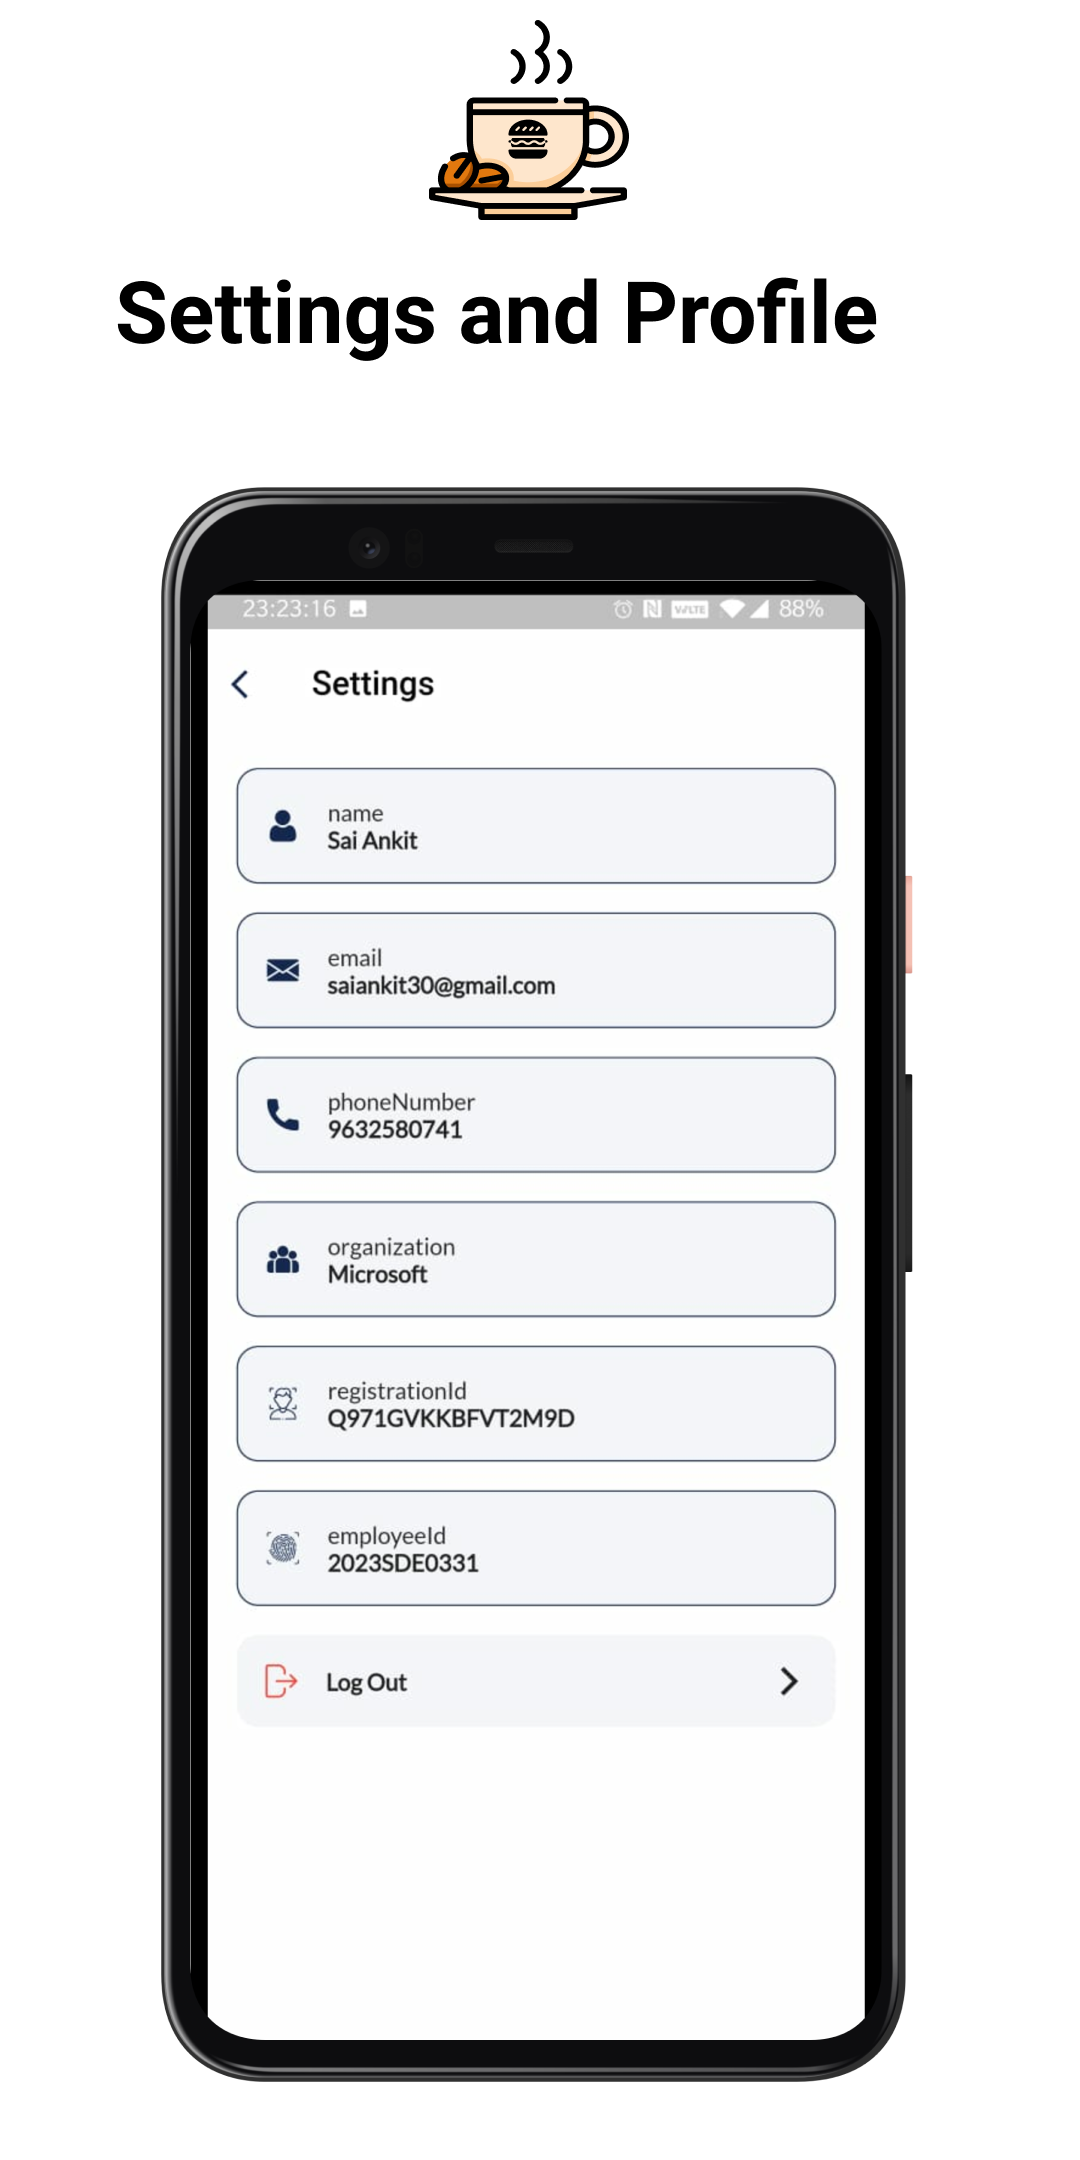 Settings and Profile
23:23:16 88%
Settings
name
Sai Ankit
email
saiankit30@gmail.com
phoneNumber
9632580741
organization
Microsoft
registrationId
Q971GVKKBFVT2M9D
employeeId
2023SDE0331
Log Out